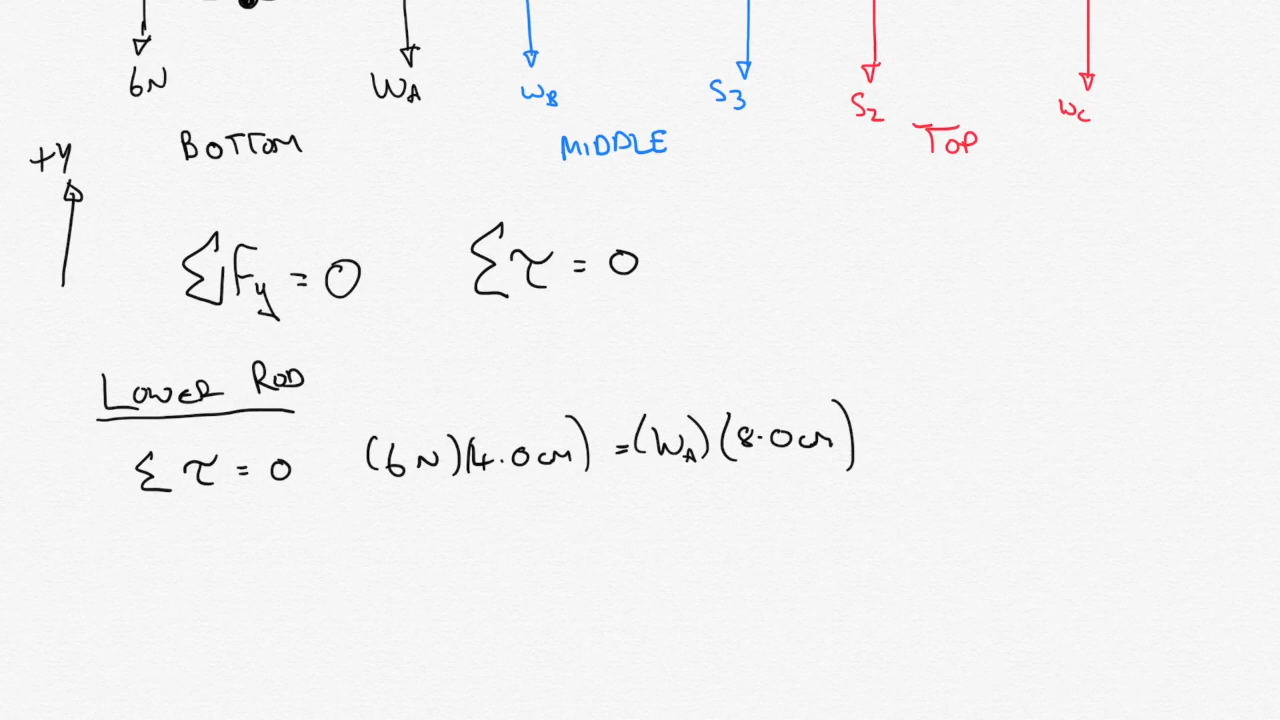 6N WA WB S3 S2 WC
+Y BOTTOM MIDDLE TOP
ΣFy = 0 Στ = 0
LOWER ROD
Στ = 0 (6N)(4.0cm) = (WA)(8.0cm)